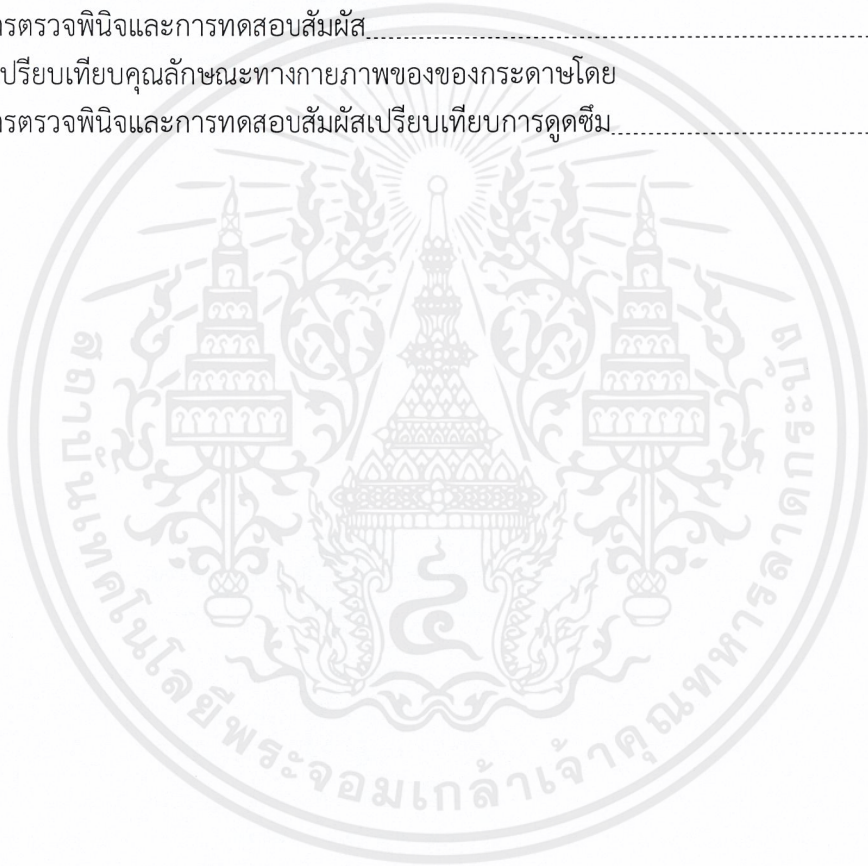 ารตรวจพินิจและการทดสอบสัมผัส
เปรียบเทียบคุณลักษณะทางกายภาพของของกระดาษโดย
ารตรวจพินิจและการทดสอบสัมผัสเปรียบเทียบการดูดซึม
สถาบันเทคโนโลยีพระจอมเกล้าเจ้าคุณทหารลาดกระบัง